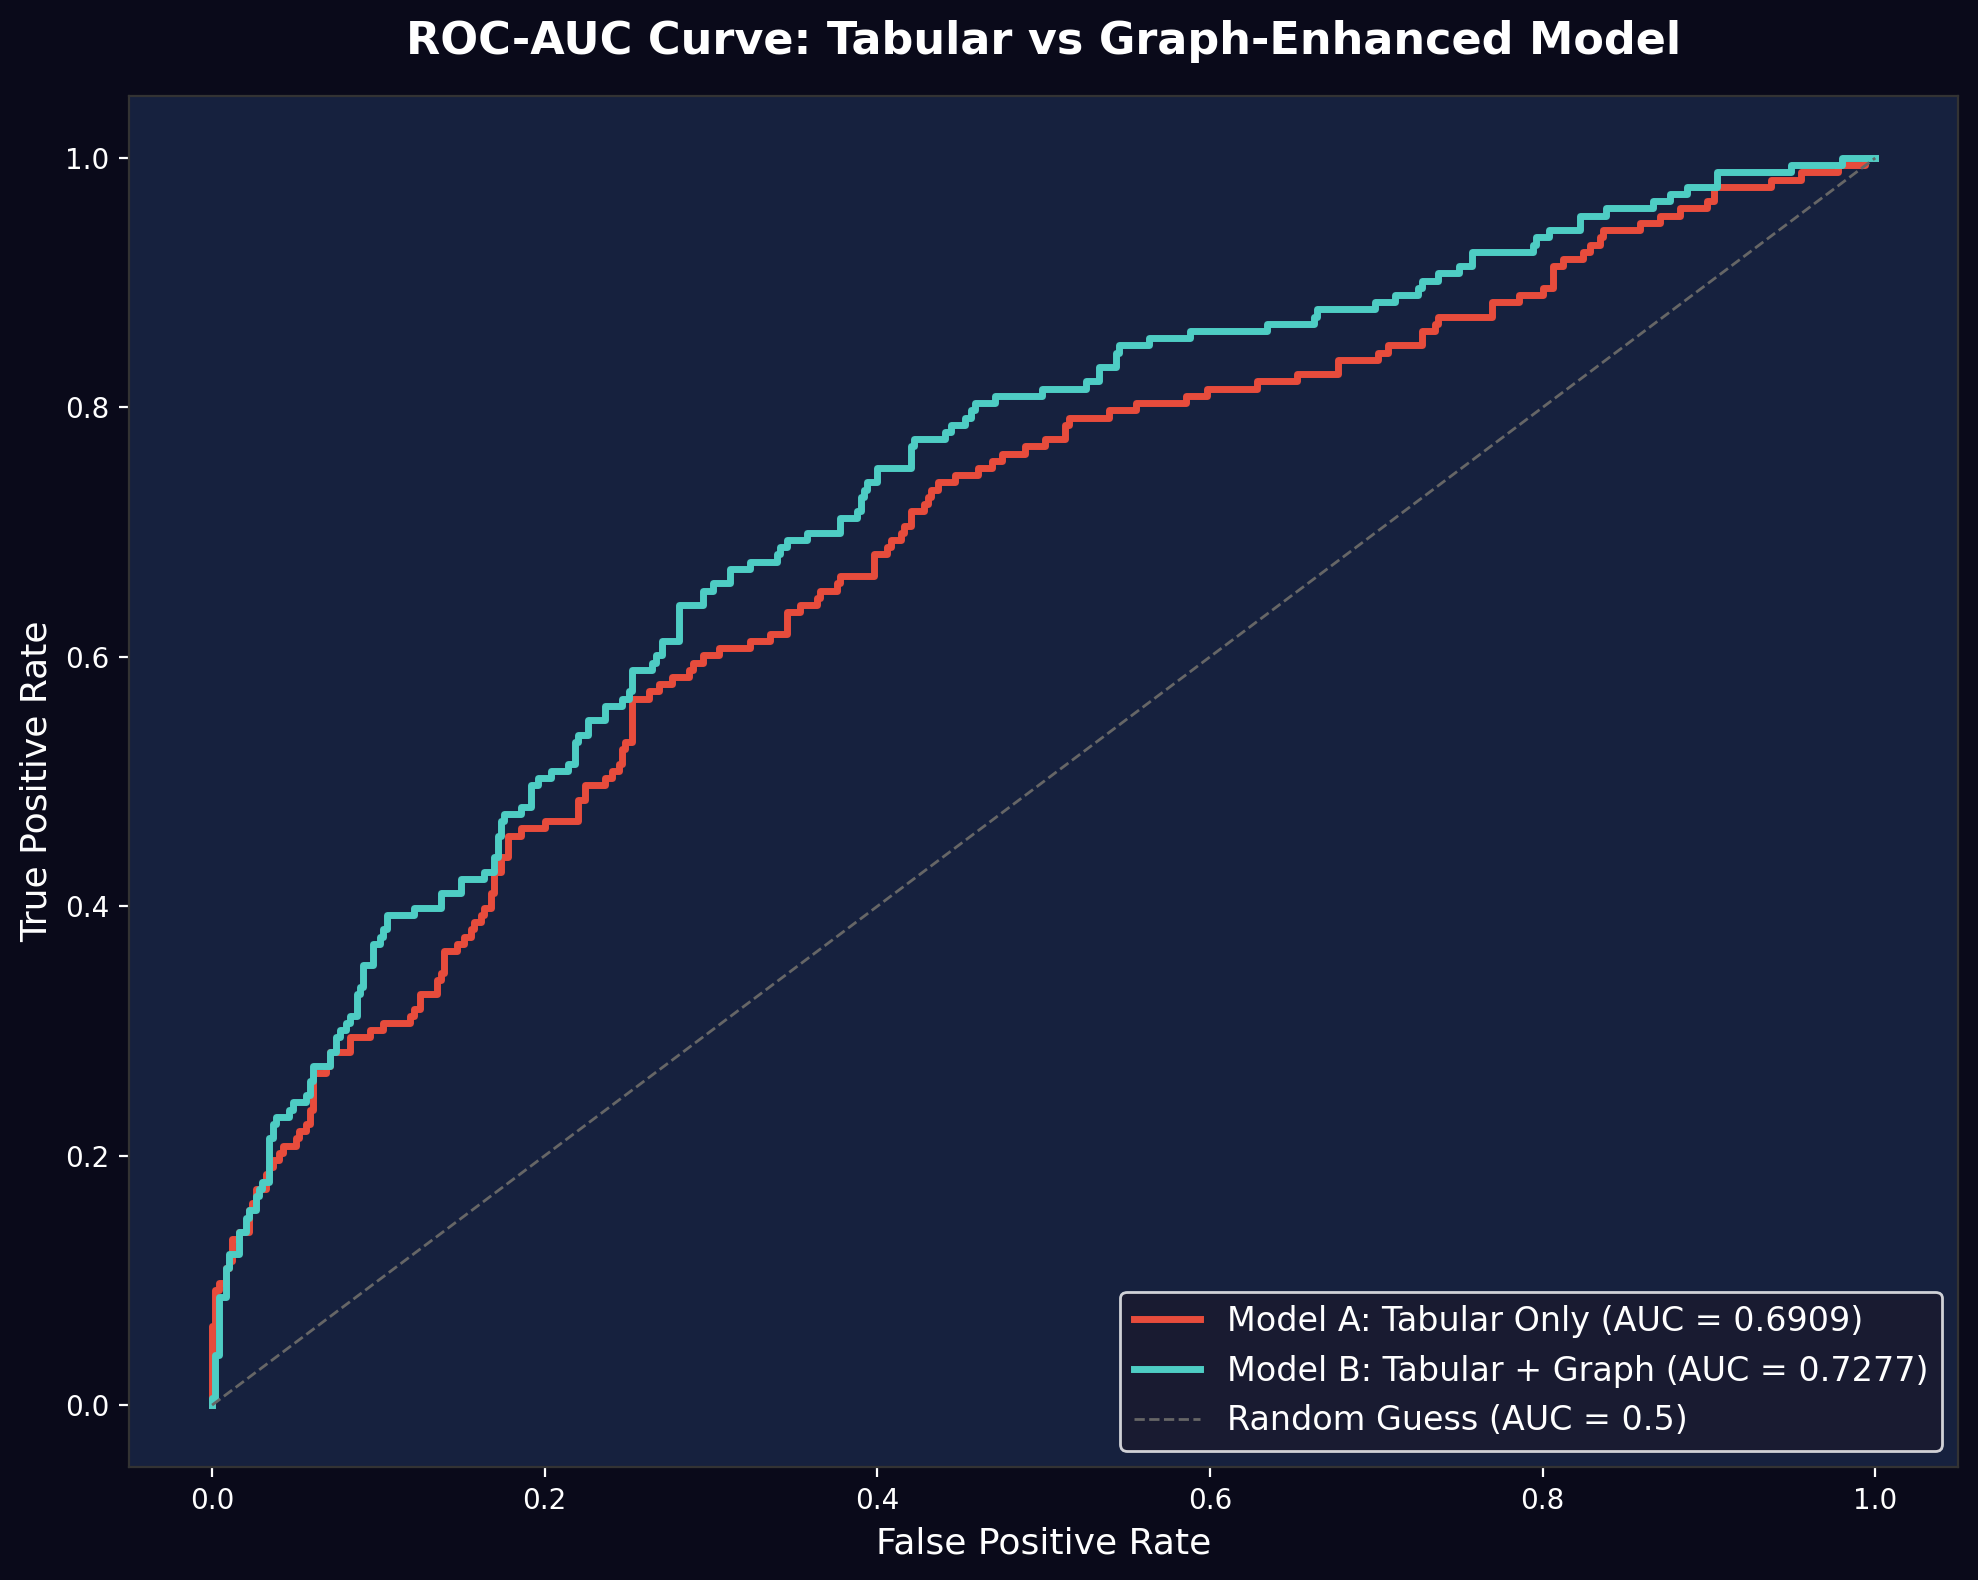 ROC-AUC Curve: Tabular vs Graph-Enhanced Model
1.0
0.8
0.6
0.4
0.2
0.0
True Positive Rate
Model A: Tabular Only (AUC = 0.6909)
Model B: Tabular + Graph (AUC = 0.7277)
Random Guess (AUC = 0.5)
0.0 0.2 0.4 0.6 0.8 1.0
False Positive Rate